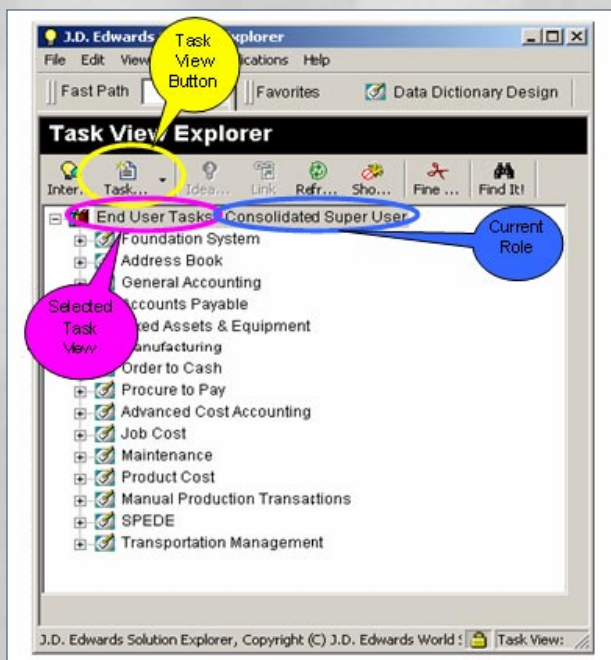 J.D. Edwards
plorer
Task
View
Button
File Edit View
ications Help
Fast Path
Favorites
Data Dictionary Design
Task View Explorer
Inter.. Task... Idea... Link Refr... Sho... Fine ... Find It!
End User Tasks Consolidated Super User
Current
Role
Foundation System
Address Book
General Accounting
Selected
Task
View
Accounts Payable
xed Assets & Equipment
anufacturing
Order to Cash
Procure to Pay
Advanced Cost Accounting
Job Cost
Maintenance
Product Cost
Manual Production Transactions
SPEDE
Transportation Management
J.D. Edwards Solution Explorer, Copyright (C) J.D. Edwards World
Task View: